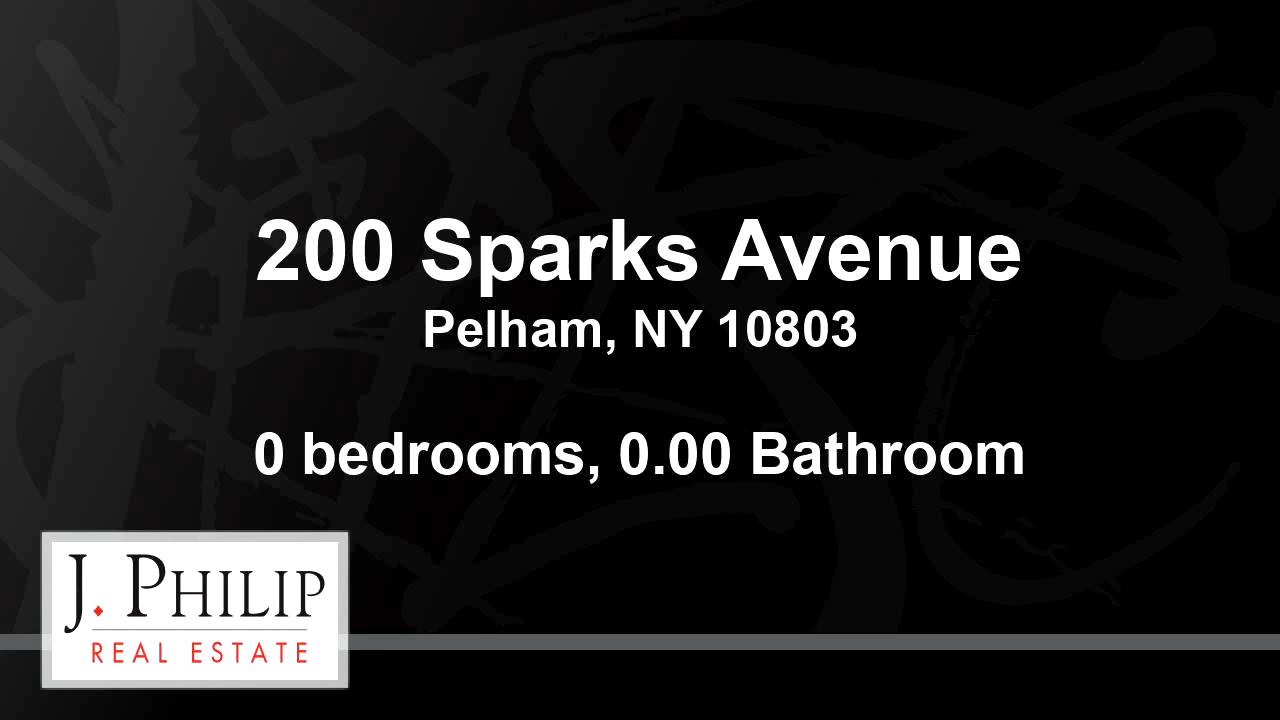 200 Sparks Avenue
Pelham, NY 10803
0 bedrooms, 0.00 Bathroom
J. PHILIP
REAL ESTATE